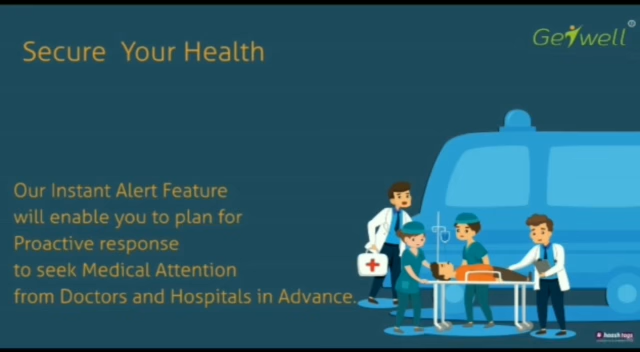 Getwell
Secure Your Health
Our Instant Alert Feature
will enable you to plan for
Proactive response
to seek Medical Attention
from Doctors and Hospitals in Advance.